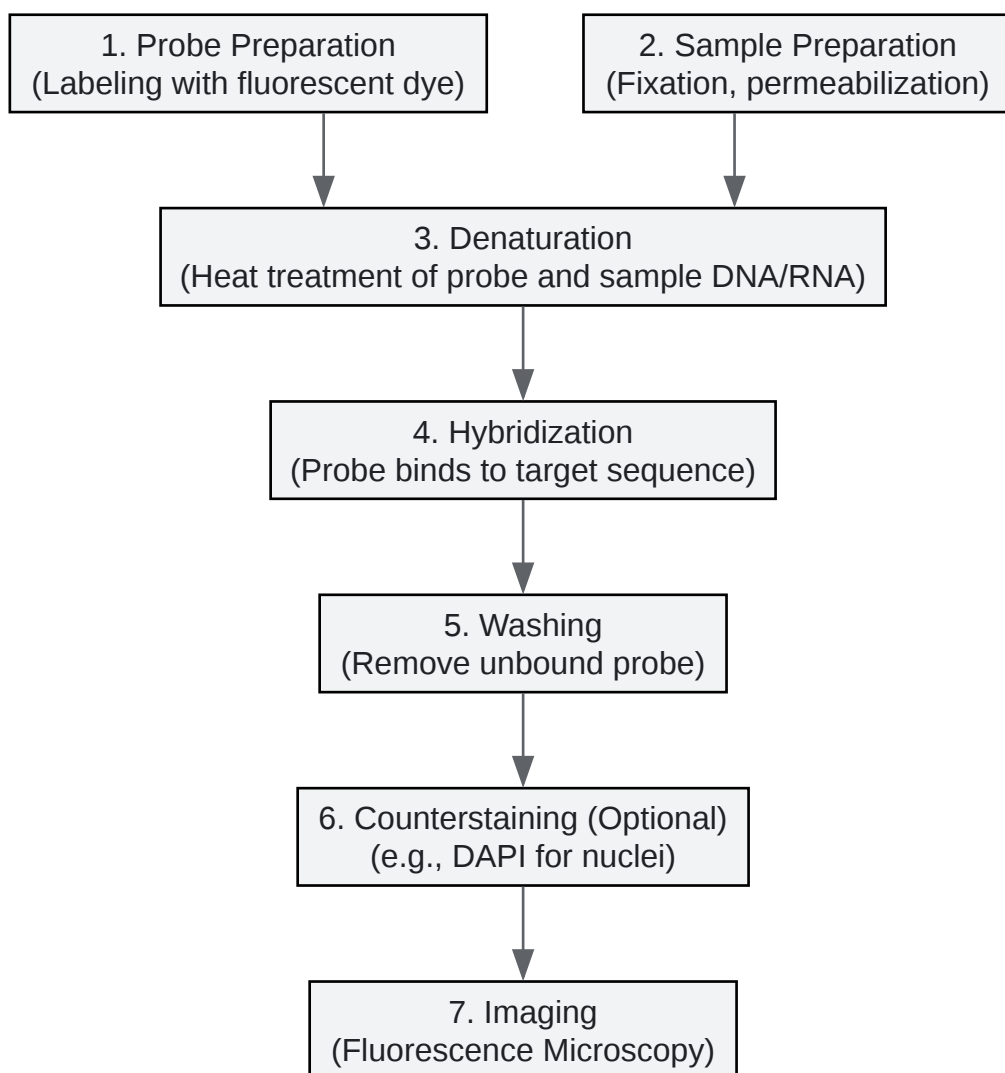 1. Probe Preparation
(Labeling with fluorescent dye)
2. Sample Preparation
(Fixation, permeabilization)
3. Denaturation
(Heat treatment of probe and sample DNA/RNA)
4. Hybridization
(Probe binds to target sequence)
5. Washing
(Remove unbound probe)
6. Counterstaining (Optional)
(e.g., DAPI for nuclei)
7. Imaging
(Fluorescence Microscopy)